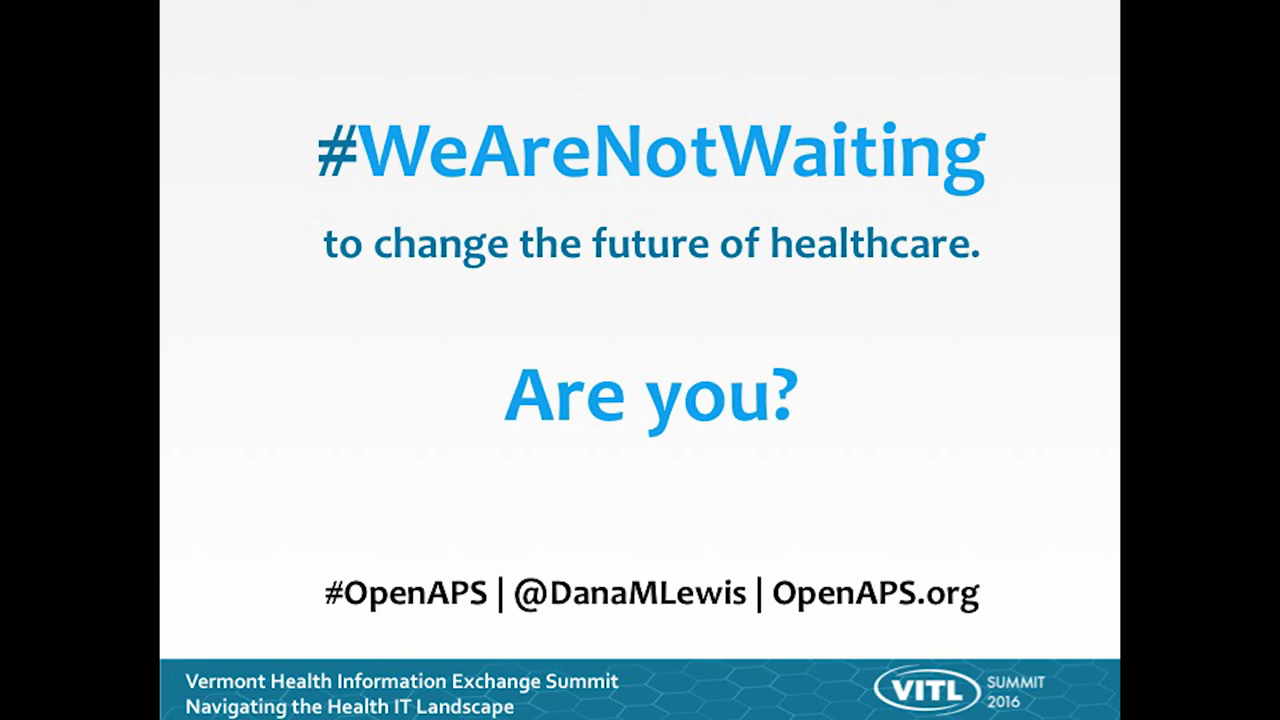 #WeAreNotWaiting
to change the future of healthcare.
Are you?
#OpenAPS | @DanaMLewis | OpenAPS.org
Vermont Health Information Exchange Summit
Navigating the Health IT Landscape
VITL
SUMMIT
2016